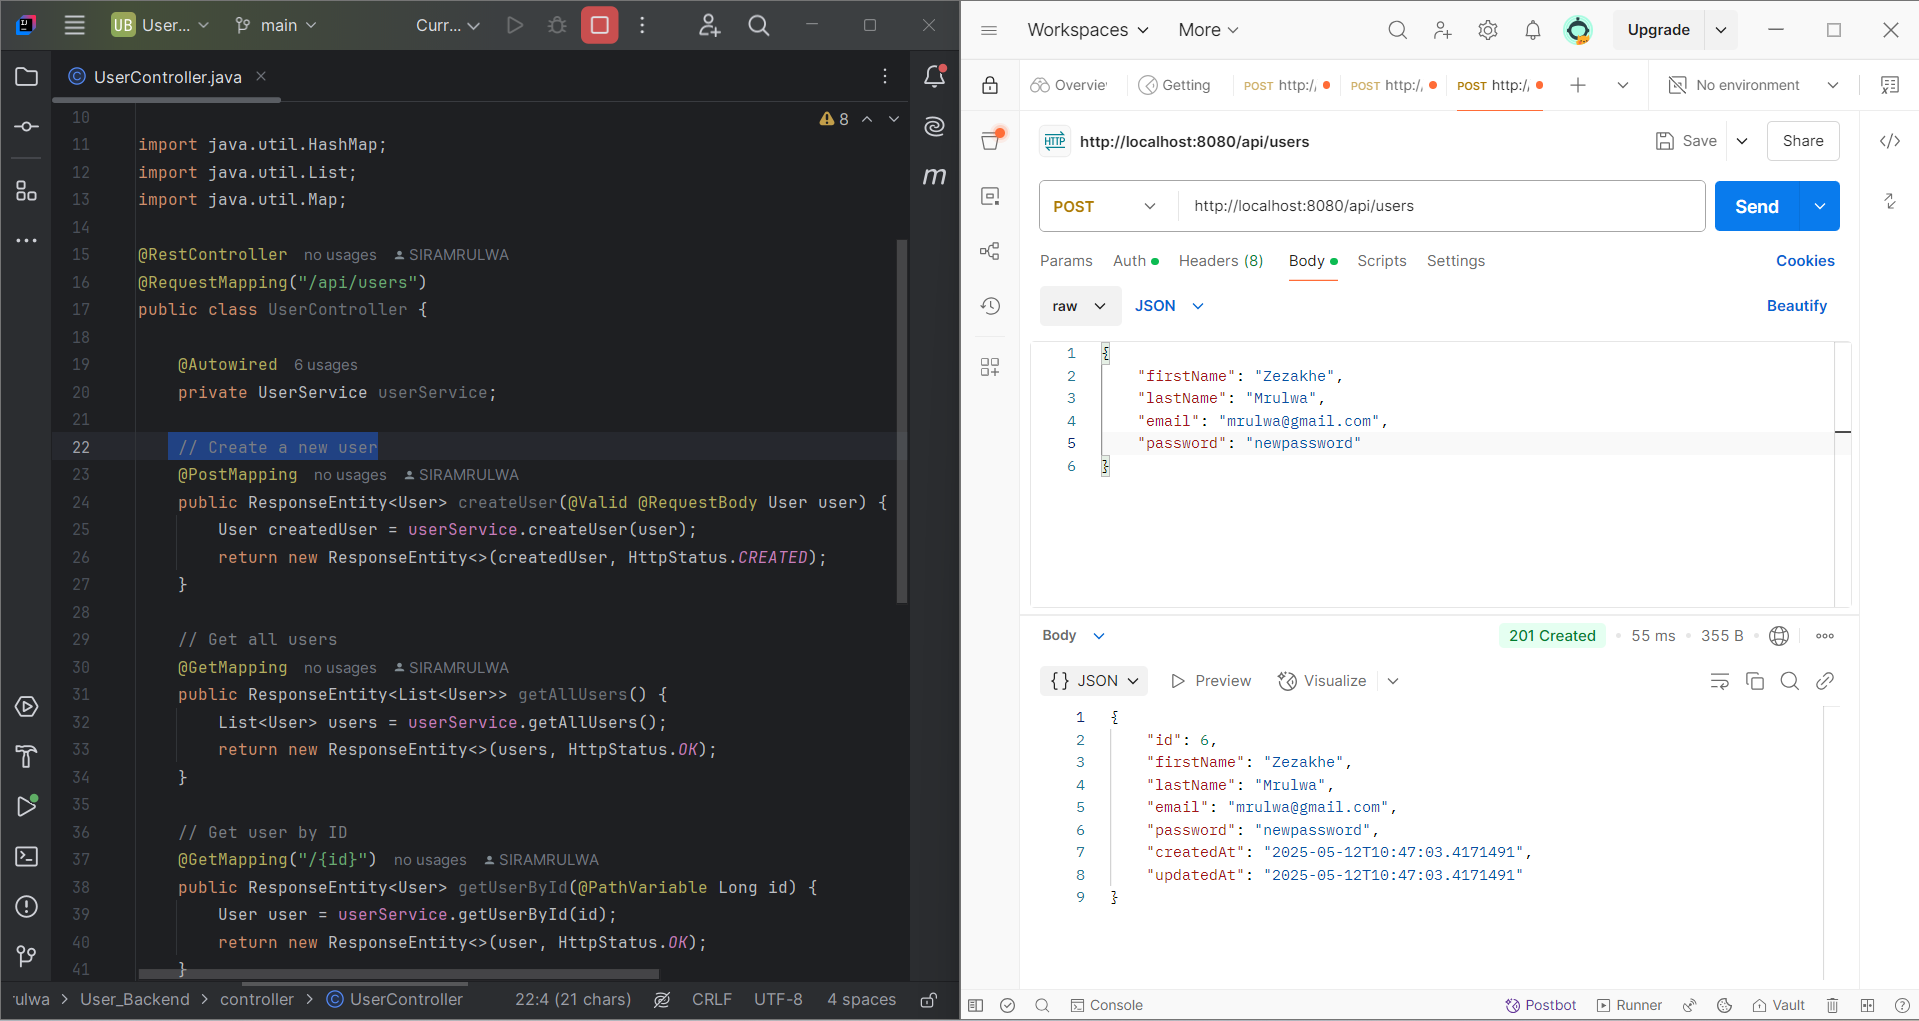 UB User...
main
Curr...
UserController.java
8
10
11 import java.util.HashMap;
12 import java.util.List;
13 import java.util.Map;
14
15 @RestController no usages SIRAMRULWA
16 @RequestMapping("/api/users")
17 public class UserController {
18
19 @Autowired 6 usages
20 private UserService userService;
21
22 // Create a new user
23 @PostMapping no usages SIRAMRULWA
24 public ResponseEntity<User> createUser(@Valid @RequestBody User user) {
25 User createdUser = userService.createUser(user);
26 return new ResponseEntity<>(createdUser, HttpStatus.CREATED);
27 }
28
29 // Get all users
30 @GetMapping no usages SIRAMRULWA
31 public ResponseEntity<List<User>> getAllUsers() {
32 List<User> users = userService.getAllUsers();
33 return new ResponseEntity<>(users, HttpStatus.OK);
34 }
35
36 // Get user by ID
37 @GetMapping("/{id}") no usages SIRAMRULWA
38 public ResponseEntity<User> getUserById(@PathVariable Long id) {
39 User user = userService.getUserById(id);
40 return new ResponseEntity<>(user, HttpStatus.OK);
41 }
rulwa > User_Backend > controller > UserController 22:4 (21 chars) CRLF UTF-8 4 spaces
m
Workspaces More Upgrade
Overview Getting POST http:/ POST http:/ POST http:/ No environment
HTTP http://localhost:8080/api/users Save Share
POST http://localhost:8080/api/users Send
Params Auth Headers (8) Body Scripts Settings Cookies
raw JSON Beautify
1 {
2 "firstName": "Zezakhe",
3 "lastName": "Mrulwa",
4 "email": "mrulwa@gmail.com",
5 "password": "newpassword"
6 }
Body 201 Created 55 ms 355 B
{} JSON Preview Visualize
1 {
2 "id": 6,
3 "firstName": "Zezakhe",
4 "lastName": "Mrulwa",
5 "email": "mrulwa@gmail.com",
6 "password": "newpassword",
7 "createdAt": "2025-05-12T10:47:03.4171491",
8 "updatedAt": "2025-05-12T10:47:03.4171491"
9 }
Console Postbot Runner Vault